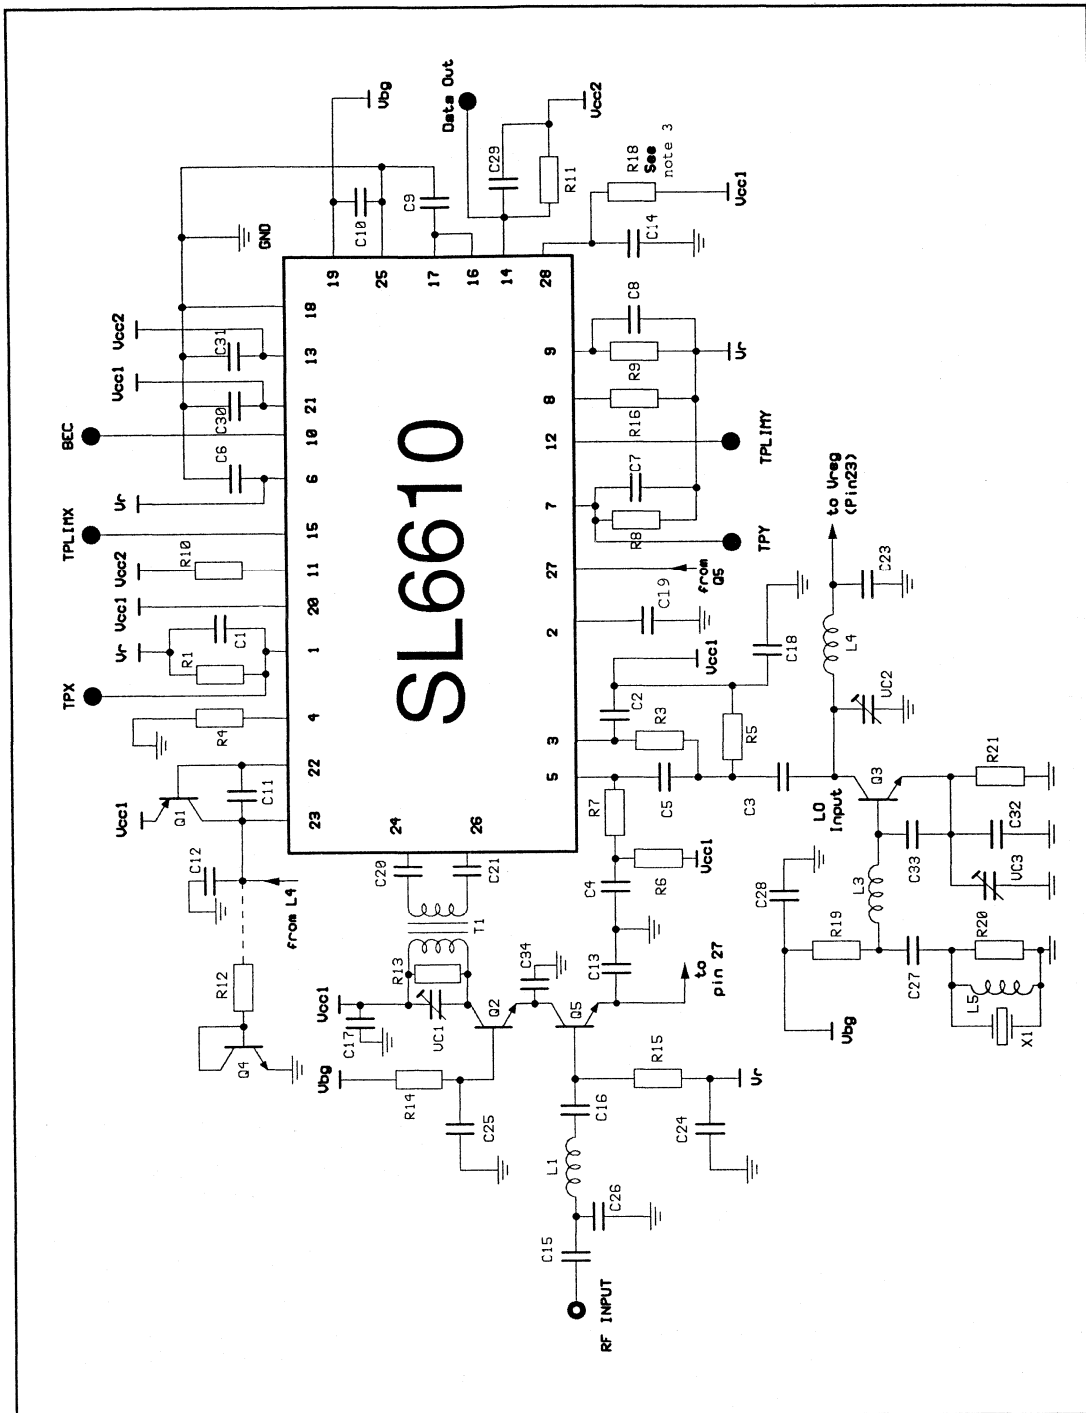 Vbg
Data Out
Vcc2
C29
R11
R18
See
note 3
Vcc1
C14
C10
C9
GND
19
25
17
16
14
28
Vcc2
C31
Vcc1
C30
BEC
C6
Vr
TPLIMX
Vcc2
R10
Vcc1
Vr
R1
C1
TPX
R4
Vcc1
Q1
C11
C12
from L4
R12
Q4
18
13
21
10
6
15
11
20
1
4
22
23
SL6610
9
8
12
7
27
2
3
5
24
26
C8
R9
R16
Vr
TPLIMY
C7
R8
TPY
from
Q5
C19
Vcc1
C18
C2
R3
R5
C5
C3
R7
C4
R6
Vcc1
C20
C21
T1
R13
VC1
Vcc1
C17
Vbg
R14
C25
Q2
C34
Q5
C13
to
pin 27
R15
C24
Vr
C16
L1
C26
C15
RF INPUT
to Vreg
(Pin23)
C23
L4
VC2
LO
Input
Q3
R21
C32
C33
VC3
L3
C28
R19
C27
R20
L5
X1
Vbg